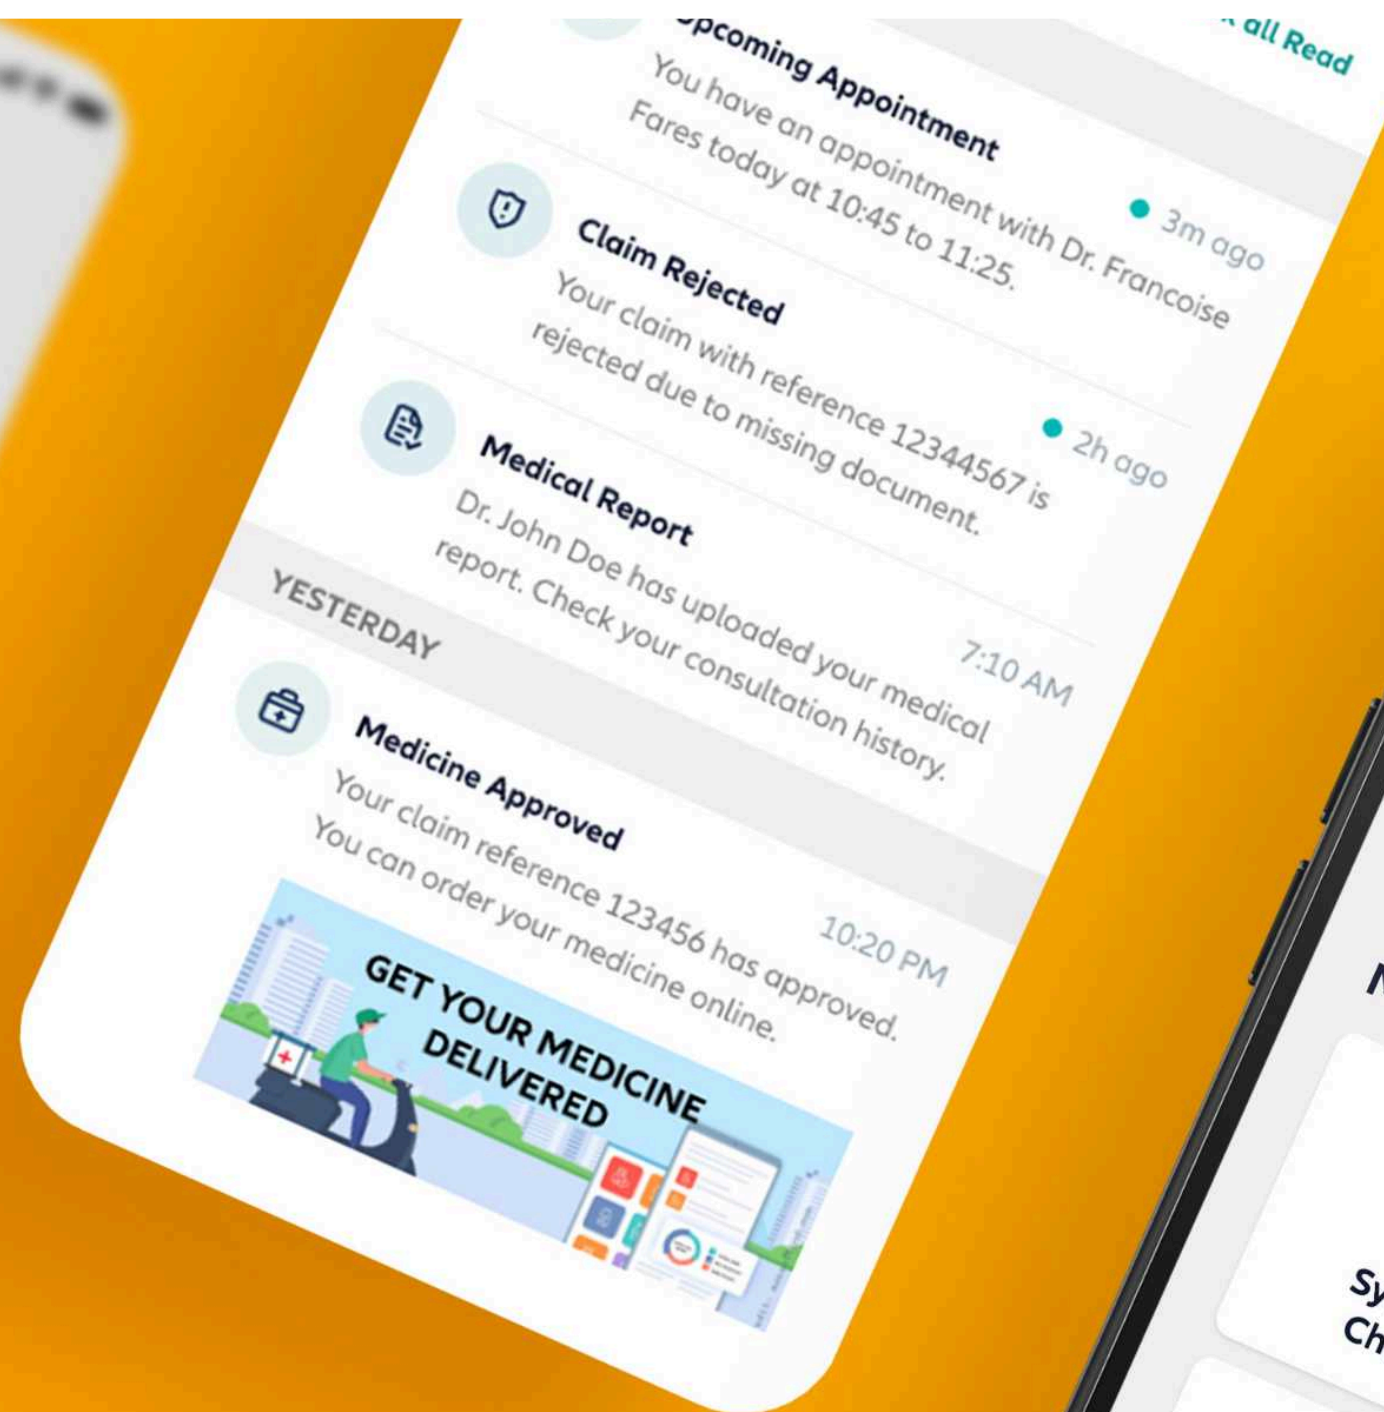 all Read
Upcoming Appointment
3m ago
You have an appointment with Dr. Francoise
Fares today at 10:45 to 11:25.
Claim Rejected
2h ago
Your claim with reference 12344567 is
rejected due to missing document.
Medical Report
7:10 AM
Dr. John Doe has uploaded your medical
report. Check your consultation history.
YESTERDAY
Medicine Approved
10:20 PM
Your claim reference 123456 has approved.
You can order your medicine online.
GET YOUR MEDICINE
DELIVERED
Sy
Ch